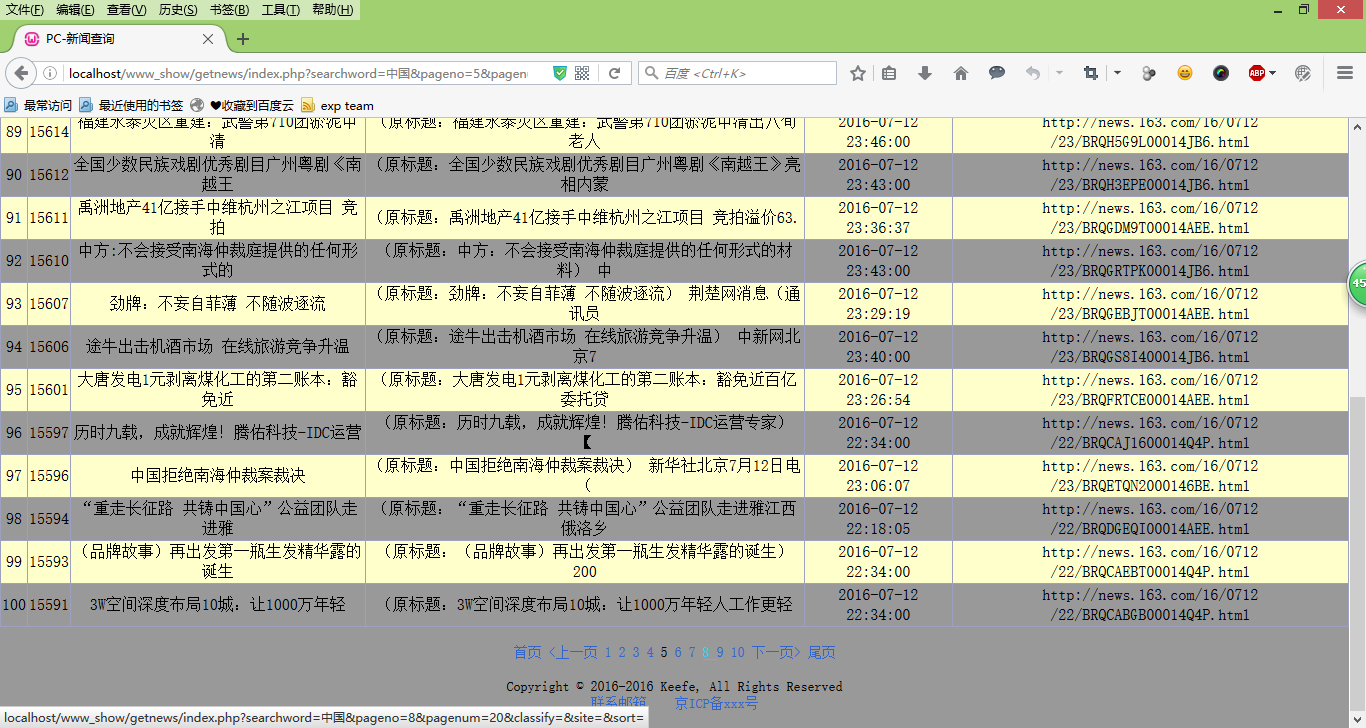 文件(F) 编辑(E) 查看(V) 历史(S) 书签(B) 工具(T) 帮助(H)
PC-新闻查询
localhost/www_show/getnews/index.php?searchword=中国&pageno=5&pagen
百度 <Ctrl+K>
ABP
最常访问 最近使用的书签 ♥收藏到百度云 exp team
89 15614 福建永泰灾区重建：武警第710团淤泥中 （原标题：福建永泰灾区重建：武警第710团淤泥中清出八旬 2016-07-12 http://news.163.com/16/0712
清 老人 23:46:00 /23/BRQH5G9L00014JB6.html
90 15612 全国少数民族戏剧优秀剧目广州粤剧《南 （原标题：全国少数民族戏剧优秀剧目广州粤剧《南越王》亮 2016-07-12 http://news.163.com/16/0712
越王 相内蒙 23:43:00 /23/BRQH3EPE00014JB6.html
91 15611 禹洲地产41亿接手中维杭州之江项目 竞 （原标题：禹洲地产41亿接手中维杭州之江项目 竞拍溢价63. 2016-07-12 http://news.163.com/16/0712
拍 23:36:37 /23/BRQGDM9T00014AEE.html
92 15610 中方:不会接受南海仲裁庭提供的任何形 （原标题：中方：不会接受南海仲裁庭提供的任何形式的材 2016-07-12 http://news.163.com/16/0712
式的 料） 中 23:43:00 /23/BRQGRTPK00014JB6.html
93 15607 劲牌：不妄自菲薄 不随波逐流 （原标题：劲牌：不妄自菲薄 不随波逐流） 荆楚网消息（通 2016-07-12 http://news.163.com/16/0712
讯员 23:29:19 /23/BRQGEBJT00014AEE.html
94 15606 途牛出击机酒市场 在线旅游竞争升温 （原标题：途牛出击机酒市场 在线旅游竞争升温） 中新网北 2016-07-12 http://news.163.com/16/0712
京7 23:40:00 /23/BRQGS8I400014JB6.html
95 15601 大唐发电1元剥离煤化工的第二账本：豁 （原标题：大唐发电1元剥离煤化工的第二账本：豁免近百亿 2016-07-12 http://news.163.com/16/0712
免近 委托贷 23:26:54 /23/BRQFRTCE00014AEE.html
96 15597 历时九载，成就辉煌！腾佑科技-IDC运营 （原标题：历时九载，成就辉煌！腾佑科技-IDC运营专家） 2016-07-12 http://news.163.com/16/0712
【 22:34:00 /22/BRQCAJ1600014Q4P.html
97 15596 中国拒绝南海仲裁案裁决 （原标题：中国拒绝南海仲裁案裁决） 新华社北京7月12日电 2016-07-12 http://news.163.com/16/0712
（ 23:06:07 /23/BRQETQN2000146BE.html
98 15594 “重走长征路 共铸中国心”公益团队走 （原标题：“重走长征路 共铸中国心”公益团队走进雅江西 2016-07-12 http://news.163.com/16/0712
进雅 俄洛乡 22:18:05 /22/BRQDGEQI00014AEE.html
99 15593 （品牌故事）再出发第一瓶生发精华露的 （原标题：（品牌故事）再出发第一瓶生发精华露的诞生） 2016-07-12 http://news.163.com/16/0712
诞生 200 22:34:00 /22/BRQCAEBT00014Q4P.html
100 15591 3W空间深度布局10城：让1000万年轻 （原标题：3W空间深度布局10城：让1000万年轻人工作更轻 2016-07-12 http://news.163.com/16/0712
22:34:00 /22/BRQCABGB00014Q4P.html
45
首页 <上一页 1 2 3 4 5 6 7 8 9 10 下一页> 尾页
Copyright © 2016-2016 Keefe, All Rights Reserved
联系邮箱 京ICP备xxx号
localhost/www_show/getnews/index.php?searchword=中国&pageno=8&pagenum=20&classify=&site=&sort=